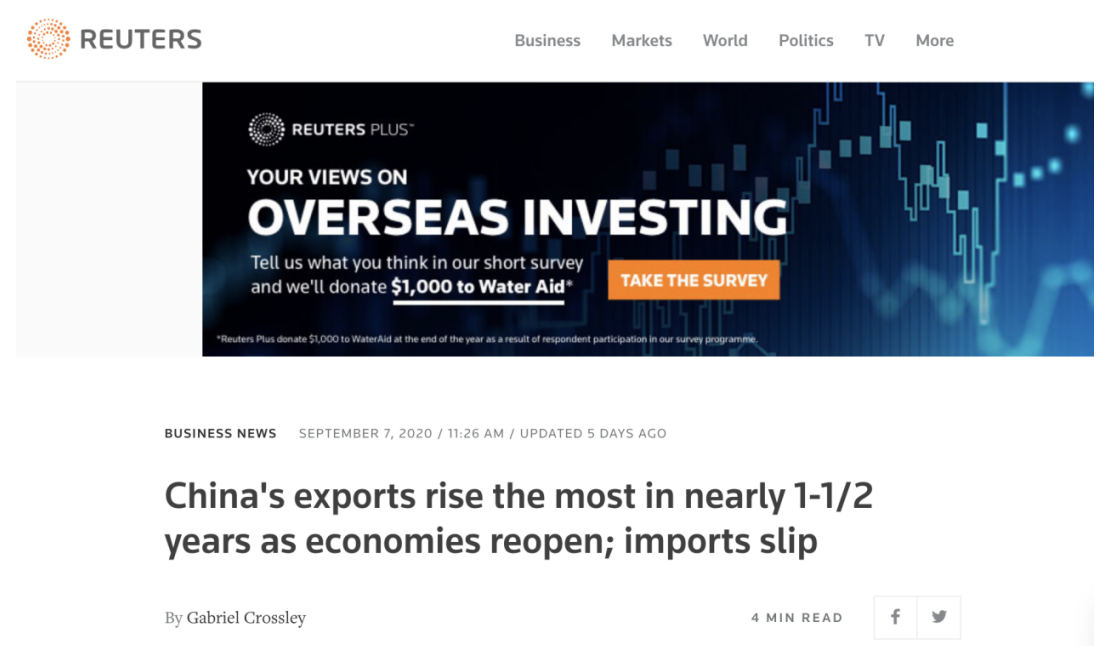 REUTERS
Business Markets World Politics TV More
REUTERS PLUS™
YOUR VIEWS ON
OVERSEAS INVESTING
Tell us what you think in our short survey
and we'll donate $1,000 to Water Aid*
TAKE THE SURVEY
*Reuters Plus donate $1,000 to WaterAid at the end of the year as a result of respondent participation in our survey programme.
BUSINESS NEWS SEPTEMBER 7, 2020 / 11:26 AM / UPDATED 5 DAYS AGO
China's exports rise the most in nearly 1-1/2
years as economies reopen; imports slip
By Gabriel Crossley
4 MIN READ